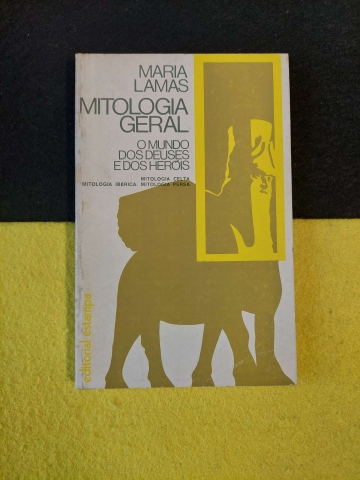 MARIA
LAMAS
MITOLOGIA
GERAL
O MUNDO
DOS DEUSES
E DOS HERÓIS
MITOLOGIA CELTA
MITOLOGIA IBÉRICA MITOLOGIA PERSA
editorial estampa